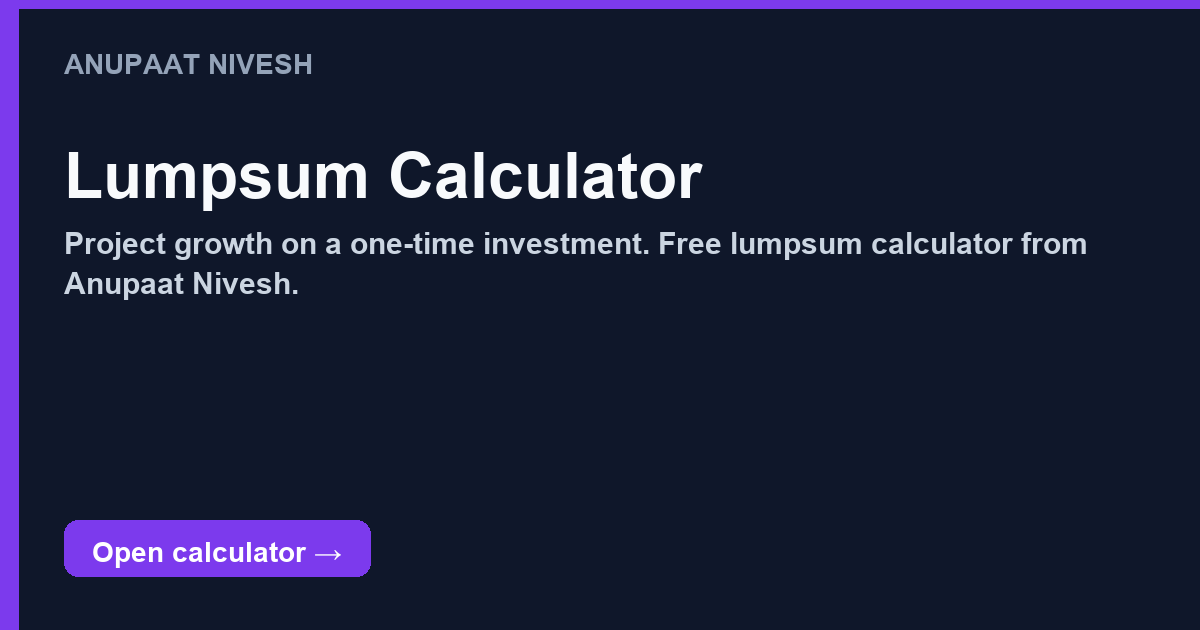 ANUPAAT NIVESH
Lumpsum Calculator
Project growth on a one-time investment. Free lumpsum calculator from
Anupaat Nivesh.
Open calculator →